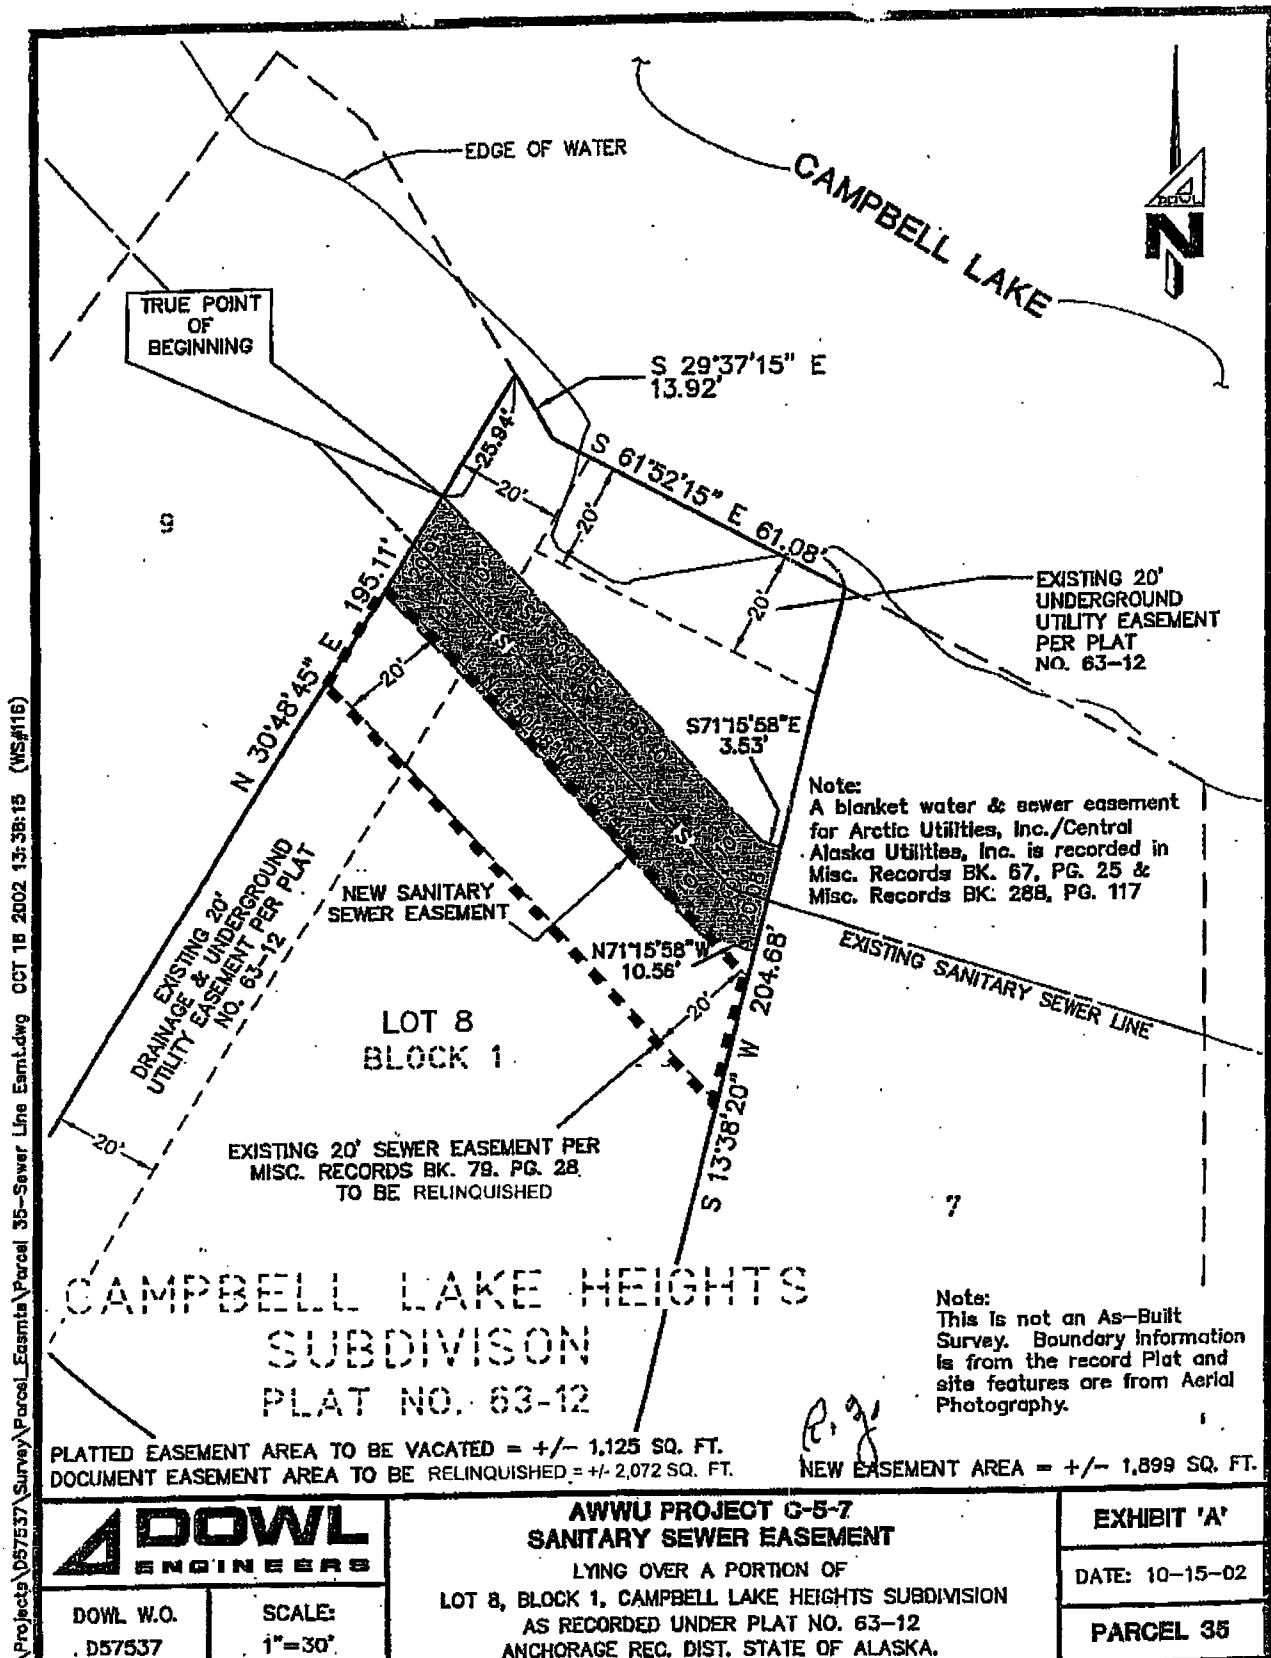 EDGE OF WATER
CAMPBELL LAKE
DOWL
N
TRUE POINT
OF
BEGINNING
S 29°37'15" E
13.92'
25.94'
20'
S 61°52'15" E 61.08'
20'
20'
EXISTING 20'
UNDERGROUND
UTILITY EASEMENT
PER PLAT
NO. 63-12
N 30°48'45" E 195.11'
20'
S
S
S71°15'58"E
3.53'
Note:
A blanket water & sewer easement
for Arctic Utilities, Inc./Central
Alaska Utilities, Inc. is recorded in
Misc. Records BK. 67, PG. 25 &
Misc. Records BK. 288, PG. 117
NEW SANITARY
SEWER EASEMENT
EXISTING 20'
DRAINAGE & UNDERGROUND
UTILITY EASEMENT PER PLAT
NO. 63-12
N71°15'58"W
10.56'
EXISTING SANITARY SEWER LINE
20'
S 13°38'20" W 204.68'
LOT 8
BLOCK 1
20'
EXISTING 20' SEWER EASEMENT PER
MISC. RECORDS BK. 79. PG. 28
TO BE RELINQUISHED
7
CAMPBELL LAKE HEIGHTS
SUBDIVISON
PLAT NO. 63-12
Note:
This is not an As-Built
Survey. Boundary Information
is from the record Plat and
site features are from Aerial
Photography.
PLATTED EASEMENT AREA TO BE VACATED = +/- 1,125 SQ. FT.
DOCUMENT EASEMENT AREA TO BE RELINQUISHED = +/- 2,072 SQ. FT.
NEW EASEMENT AREA = +/- 1,899 SQ. FT.
DOWL
ENGINEERS
DOWL W.O.
D57537
SCALE:
1"=30'
AWWU PROJECT C-5-7
SANITARY SEWER EASEMENT
LYING OVER A PORTION OF
LOT 8, BLOCK 1, CAMPBELL LAKE HEIGHTS SUBDIVISION
AS RECORDED UNDER PLAT NO. 63-12
ANCHORAGE REC. DIST. STATE OF ALASKA.
EXHIBIT 'A'
DATE: 10-15-02
PARCEL 35
\Projects\D57537\Survey\Parcel_Easmts\Parcel 35-Sewer Line Esmt.dwg OCT 16 2002 13:38:15 (WS#116)